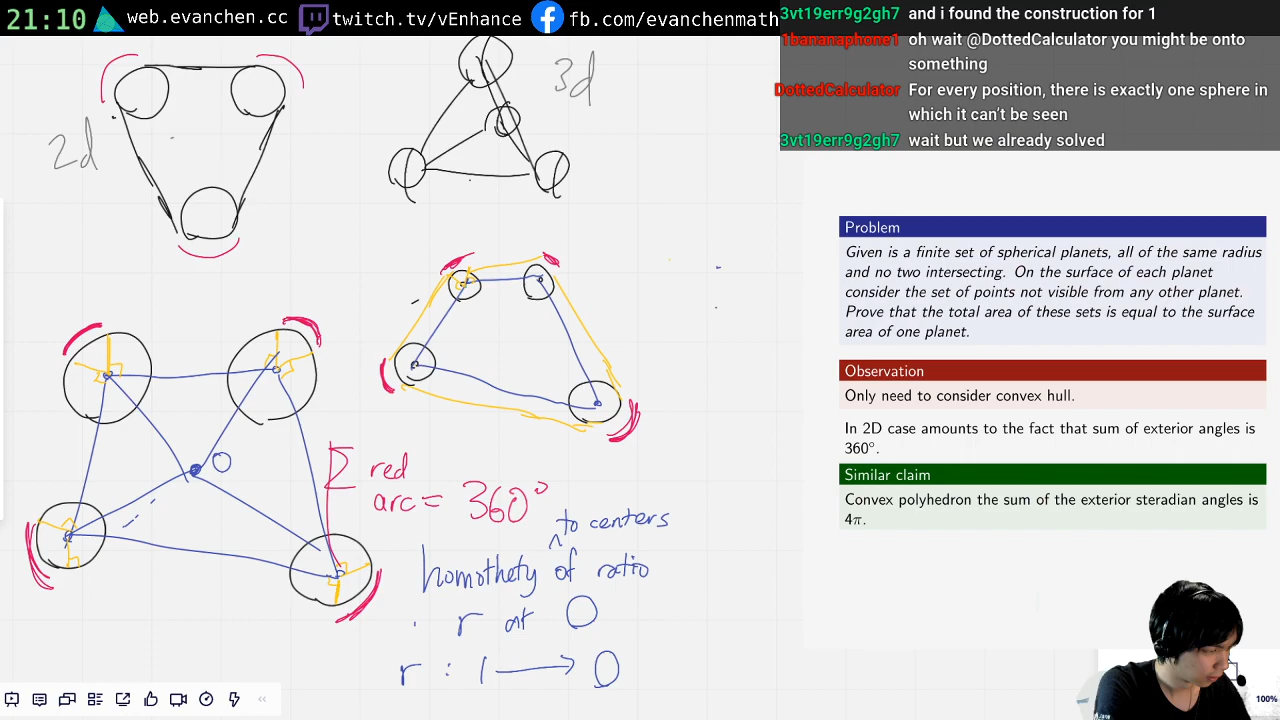 21:10 web.evanchen.cc twitch.tv/vEnhance fb.com/evanchenmath
3vt19err9g2gh7 and i found the construction for 1
1bananaphone1 oh wait @DottedCalculator you might be onto
something
DottedCalculator For every position, there is exactly one sphere in
which it can't be seen
3vt19err9g2gh7 wait but we already solved
2d
3d
O
Σ red
arc = 360°
to centers
^
homothety of ratio
r at O
r : 1 → 0
Problem
Given is a finite set of spherical planets, all of the same radius
and no two intersecting. On the surface of each planet
consider the set of points not visible from any other planet.
Prove that the total area of these sets is equal to the surface
area of one planet.
Observation
Only need to consider convex hull.
In 2D case amounts to the fact that sum of exterior angles is
360°.
Similar claim
Convex polyhedron the sum of the exterior steradian angles is
4π.
100%